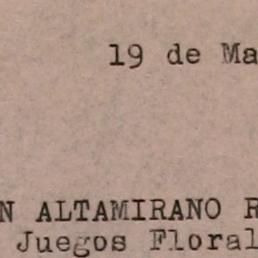 19 de Ma
N ALTAMIRANO R
Juegos Floral